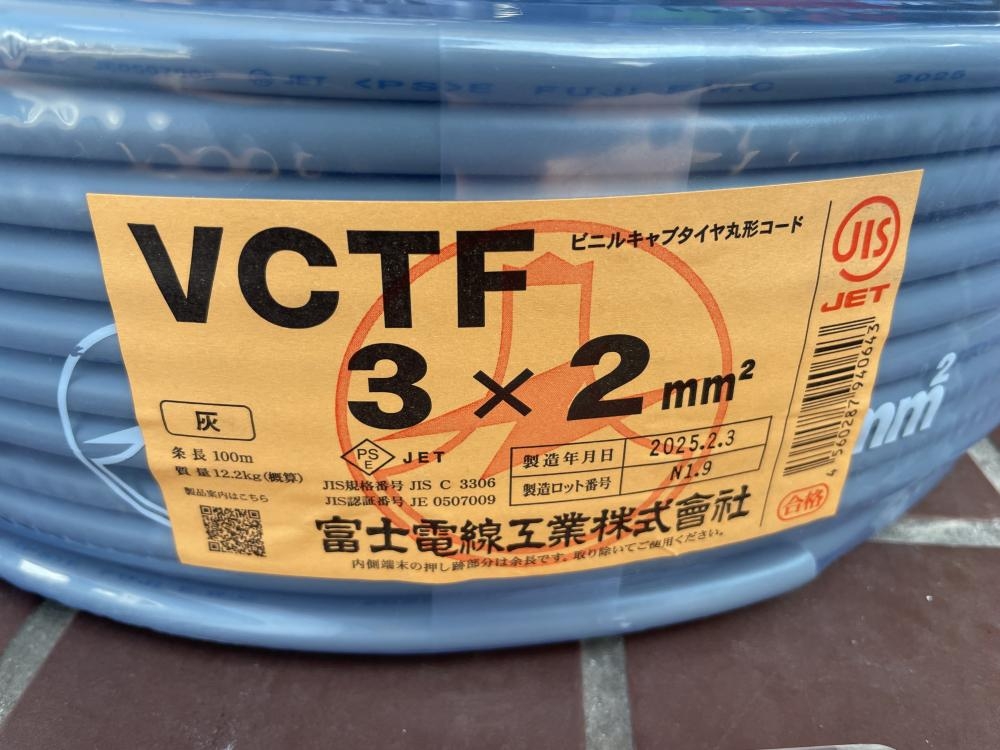 JET <PS>E FUJI E.W.C 2025
VCTF
ビニルキャブタイヤ丸形コード
3×2mm²
灰
条長100m
質量12.2kg(概算)
製品案内はこちら
PS
E
JET
JIS規格番号 JIS C 3306
JIS認証番号 JE 0507009
製造年月日 2025.2.3
製造ロット番号 N1.9
富士電線工業株式會社
内側端末の押し跡部分は余長です。取り除いてご使用ください。
JIS
JET
4560287940643
合格
mm²